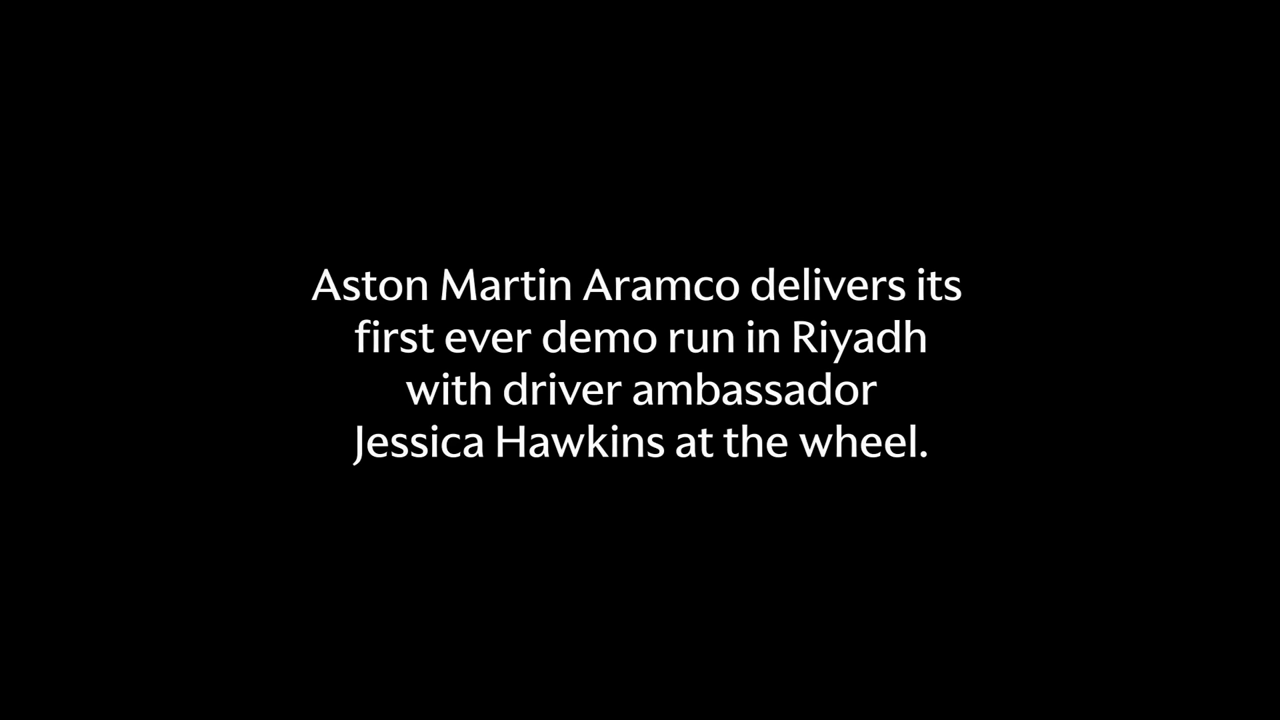 Aston Martin Aramco delivers its
first ever demo run in Riyadh
with driver ambassador
Jessica Hawkins at the wheel.